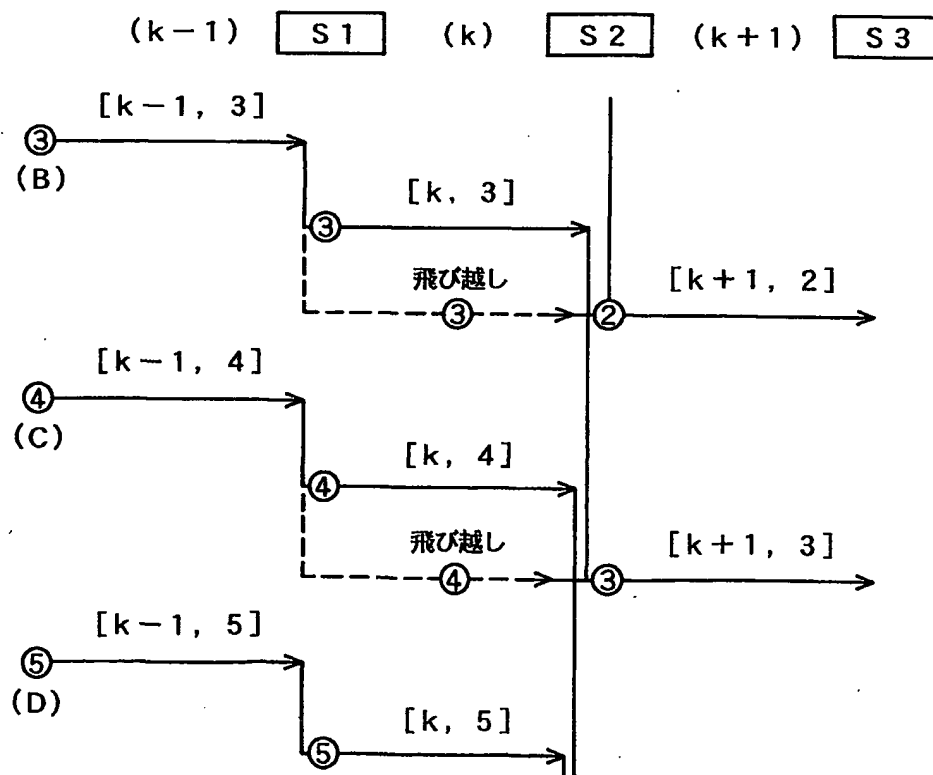 (k-1) S1 (k) S2 (k+1) S3
[k-1, 3]
③
(B)
[k, 3]
③
飛び越し
[k+1, 2]
③ ②
[k-1, 4]
④
(C)
[k, 4]
④
飛び越し
[k+1, 3]
④ ③
[k-1, 5]
⑤
(D)
[k, 5]
⑤